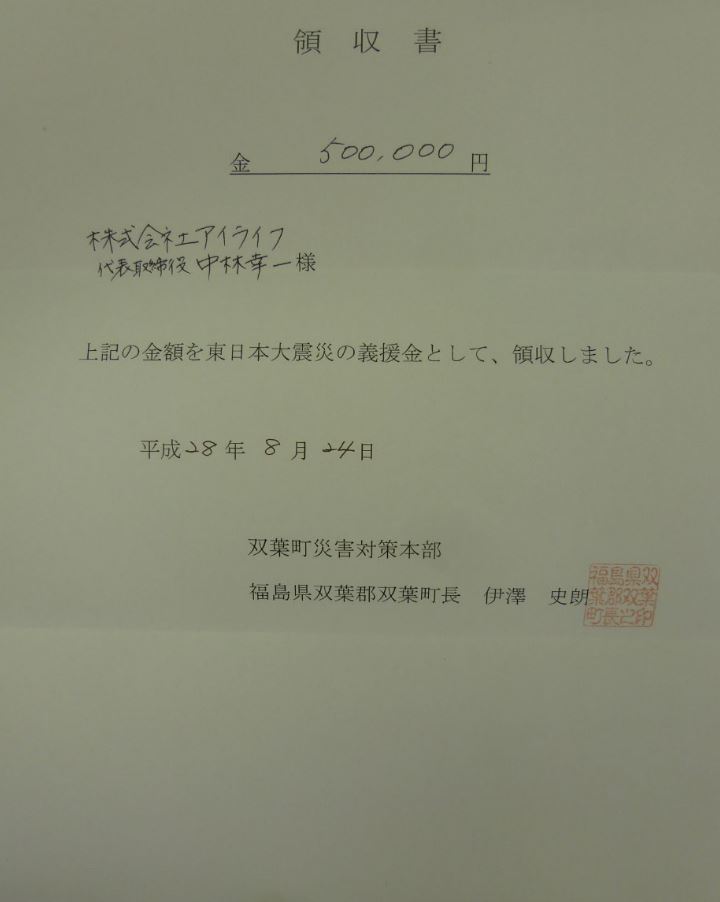 領収書
金 500,000 円
株式会社アイライフ
代表取締役 中林幸一様
上記の金額を東日本大震災の義援金として、領収しました。
平成28年 8月 24日
双葉町災害対策本部
福島県双葉郡双葉町長 伊澤 史朗
福島県双
葉郡双葉
町長之印